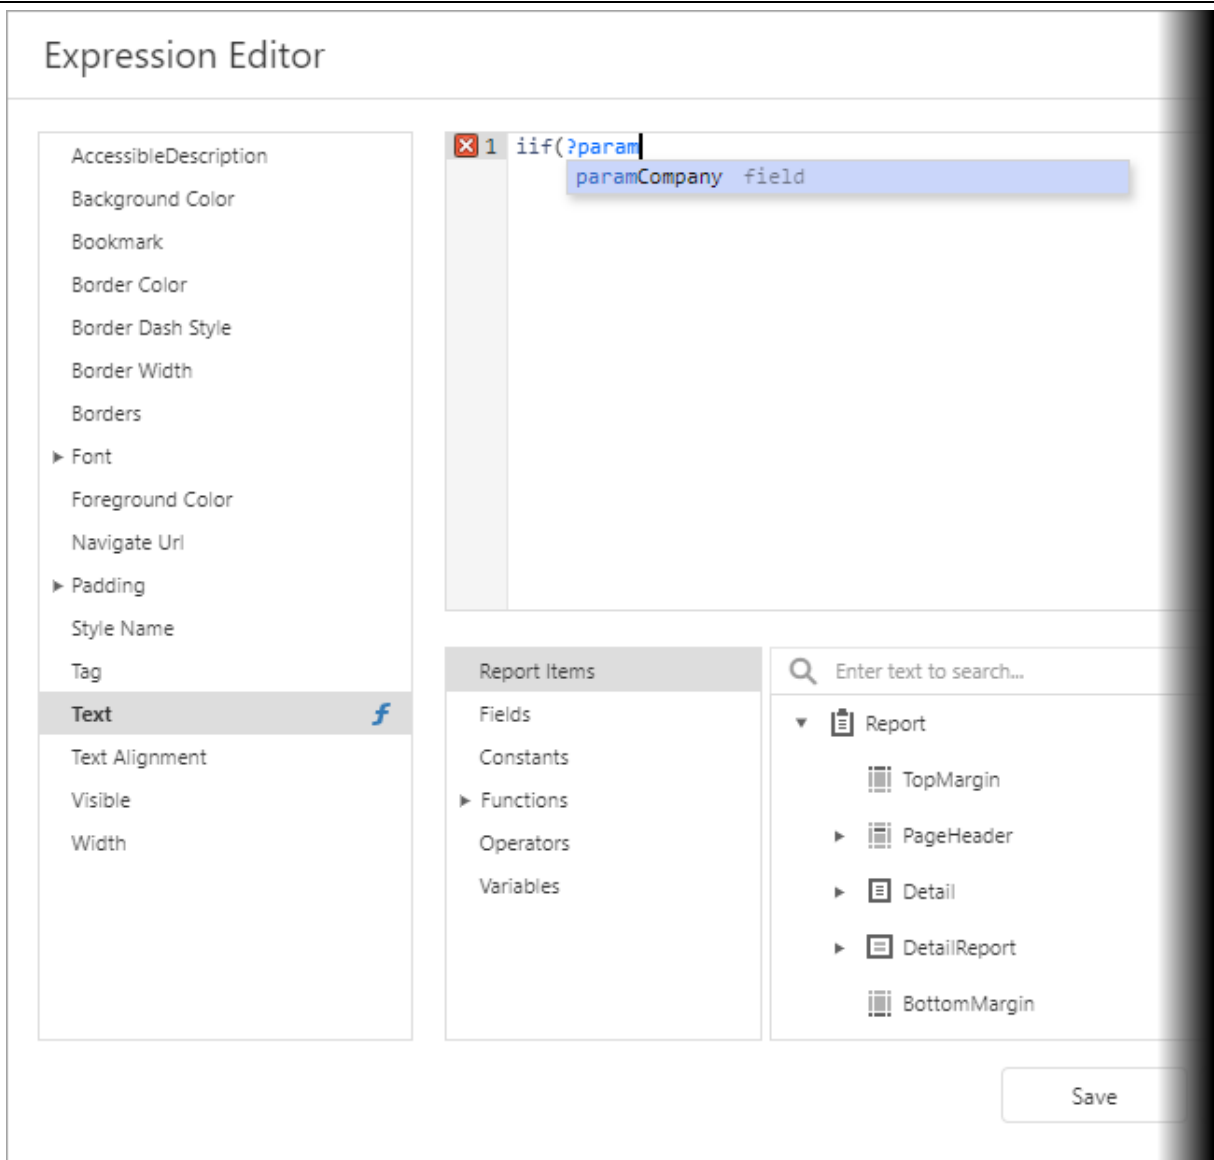 Expression Editor
AccessibleDescription
Background Color
Bookmark
Border Color
Border Dash Style
Border Width
Borders
Font
Foreground Color
Navigate Url
Padding
Style Name
Tag
Text
Text Alignment
Visible
Width
1 iif(?param
paramCompany field
Report Items
Fields
Constants
Functions
Operators
Variables
Enter text to search...
Report
TopMargin
PageHeader
Detail
DetailReport
BottomMargin
Save